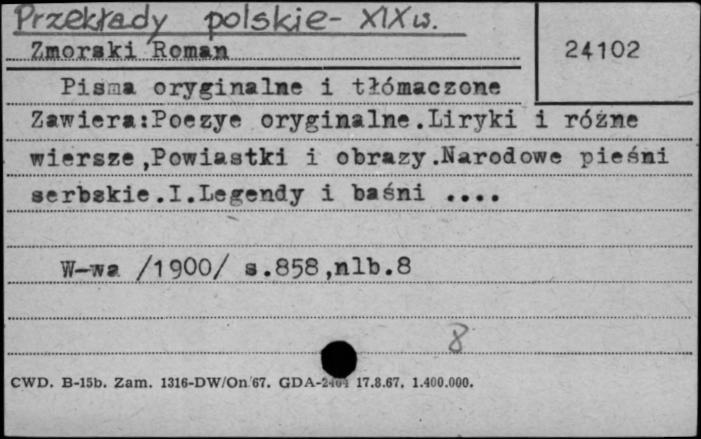 Przekłady polskie- XIX w.
Zmorski Roman
24102
Pisma oryginalne i tłómaczone
Zawiera:Poezye oryginalne.Liryki i różne
wiersze,Powiastki i obrazy.Narodowe pieśni
serbskie.I.Legendy i baśni ....
W-wa /1900/ s.858,nlb.8
8
CWD. B-15b. Zam. 1316-DW/On/67. GDA-2404 17.8.67. 1.400.000.